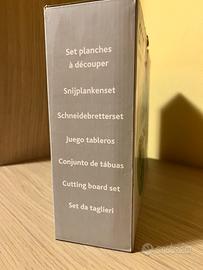 Set planches
à découper
Snijplankenset
Schneidebretterset
Juego tableros
Conjunto de tábuas
Cutting board set
Set da taglieri